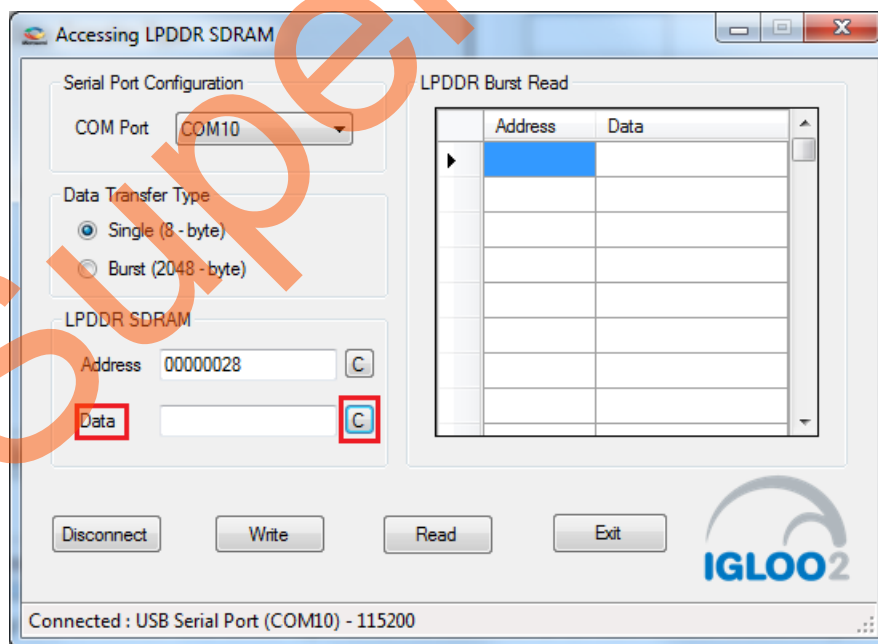 Accessing LPDDR SDRAM
Serial Port Configuration
COM Port COM10
Data Transfer Type
Single (8 - byte)
Burst (2048 - byte)
LPDDR SDRAM
Address 00000028 C
Data C
LPDDR Burst Read
Address Data
Disconnect Write Read Exit
IGLOO2
Connected : USB Serial Port (COM10) - 115200
Supe